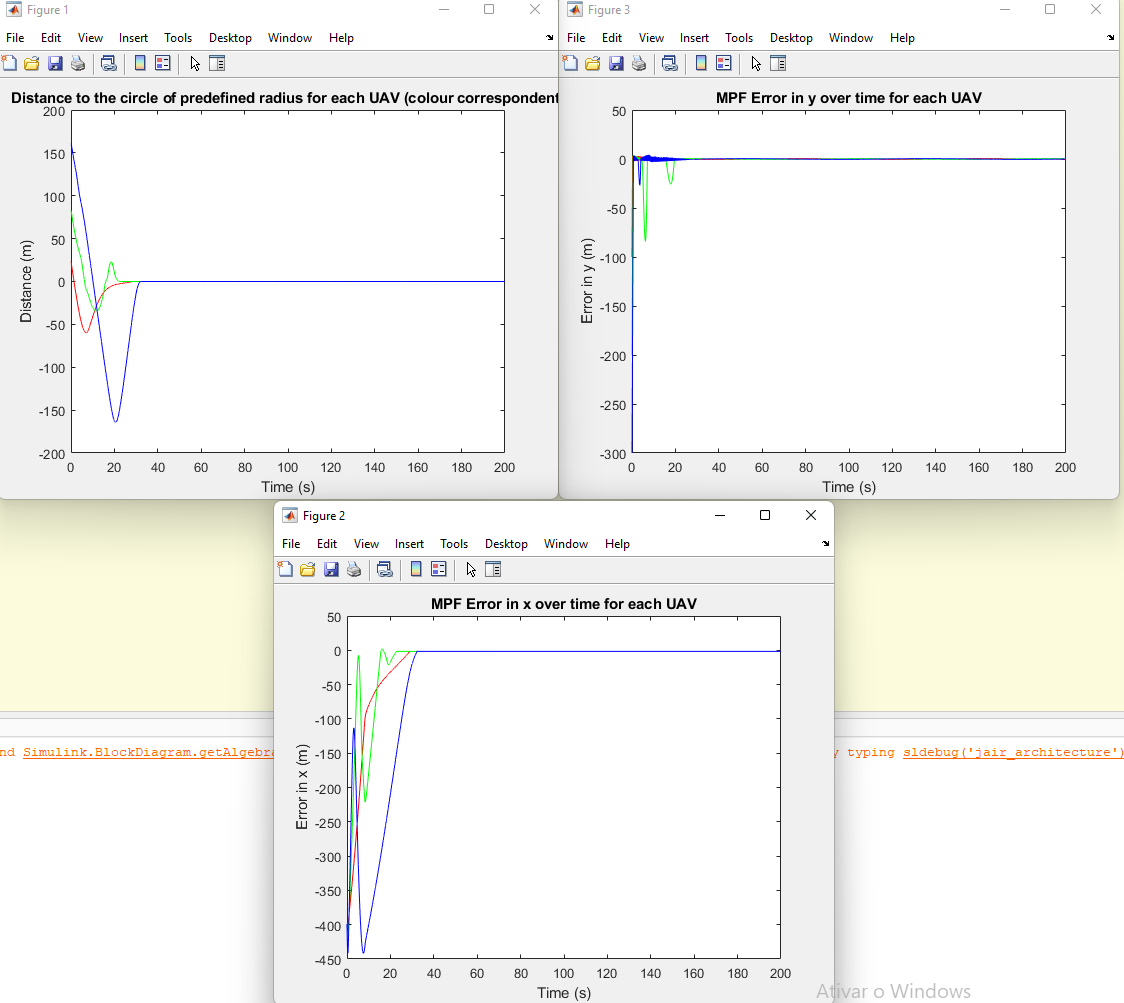 Figure 1
File Edit View Insert Tools Desktop Window Help
Distance to the circle of predefined radius for each UAV (colour correspondent
200
150
100
50
0
-50
-100
-150
-200
Distance (m)
0 20 40 60 80 100 120 140 160 180 200
Time (s)
Figure 3
File Edit View Insert Tools Desktop Window Help
MPF Error in y over time for each UAV
50
0
-50
-100
-150
-200
-250
-300
Error in y (m)
0 20 40 60 80 100 120 140 160 180 200
Time (s)
Figure 2
File Edit View Insert Tools Desktop Window Help
MPF Error in x over time for each UAV
50
0
-50
-100
-150
-200
-250
-300
-350
-400
-450
Error in x (m)
0 20 40 60 80 100 120 140 160 180 200
Time (s)
nd Simulink.BlockDiagram.getAlgebra
typing sldebug('jair_architecture')
Ativar o Windows